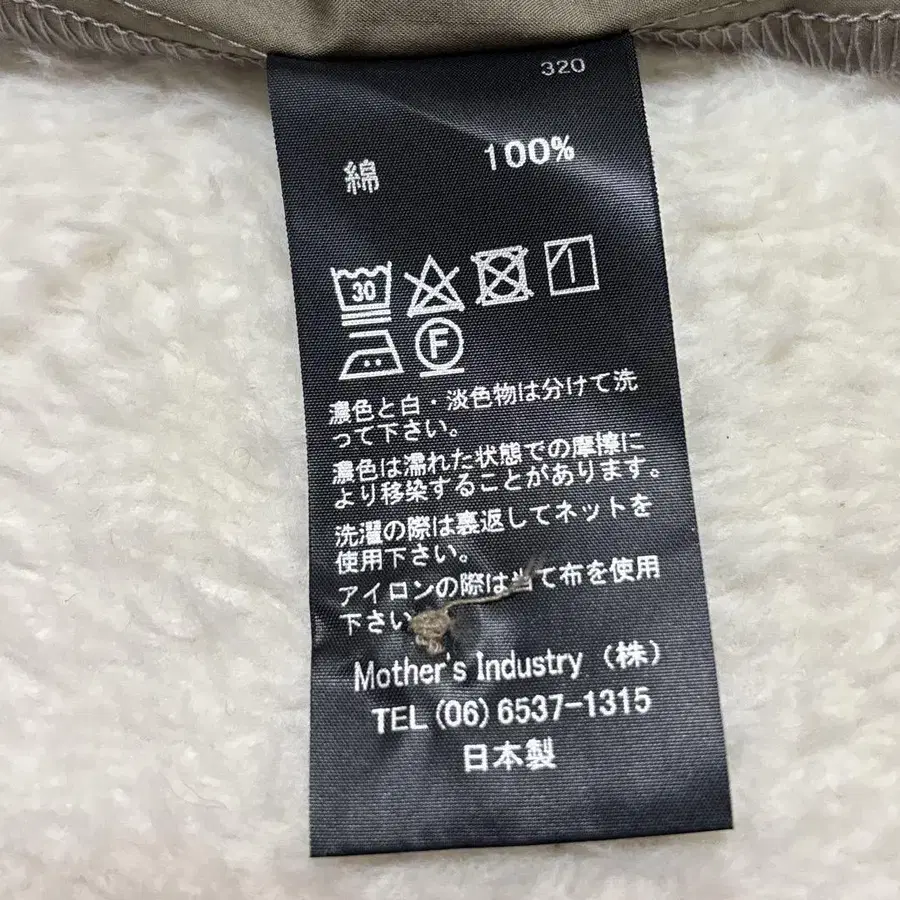 320
綿 100%
30
F
濃色と白・淡色物は分けて洗
って下さい。
濃色は濡れた状態での摩擦に
より移染することがあります。
洗濯の際は裏返してネットを
使用下さい。
アイロンの際は当て布を使用
下さい
Mother's Industry (株)
TEL(06)6537-1315
日本製